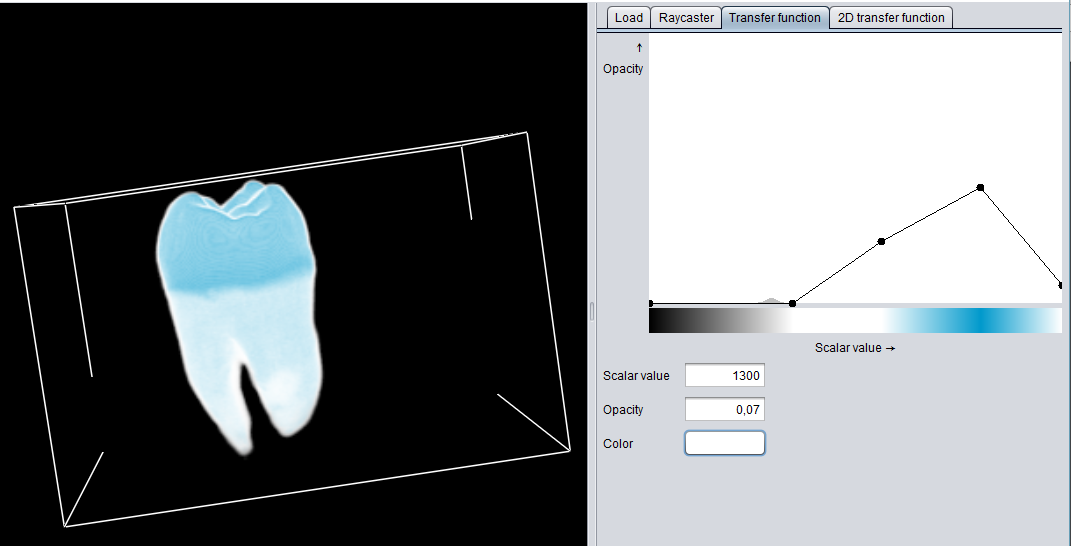 Load Raycaster Transfer function 2D transfer function
↑
Opacity
Scalar value →
Scalar value 1300
Opacity 0,07
Color